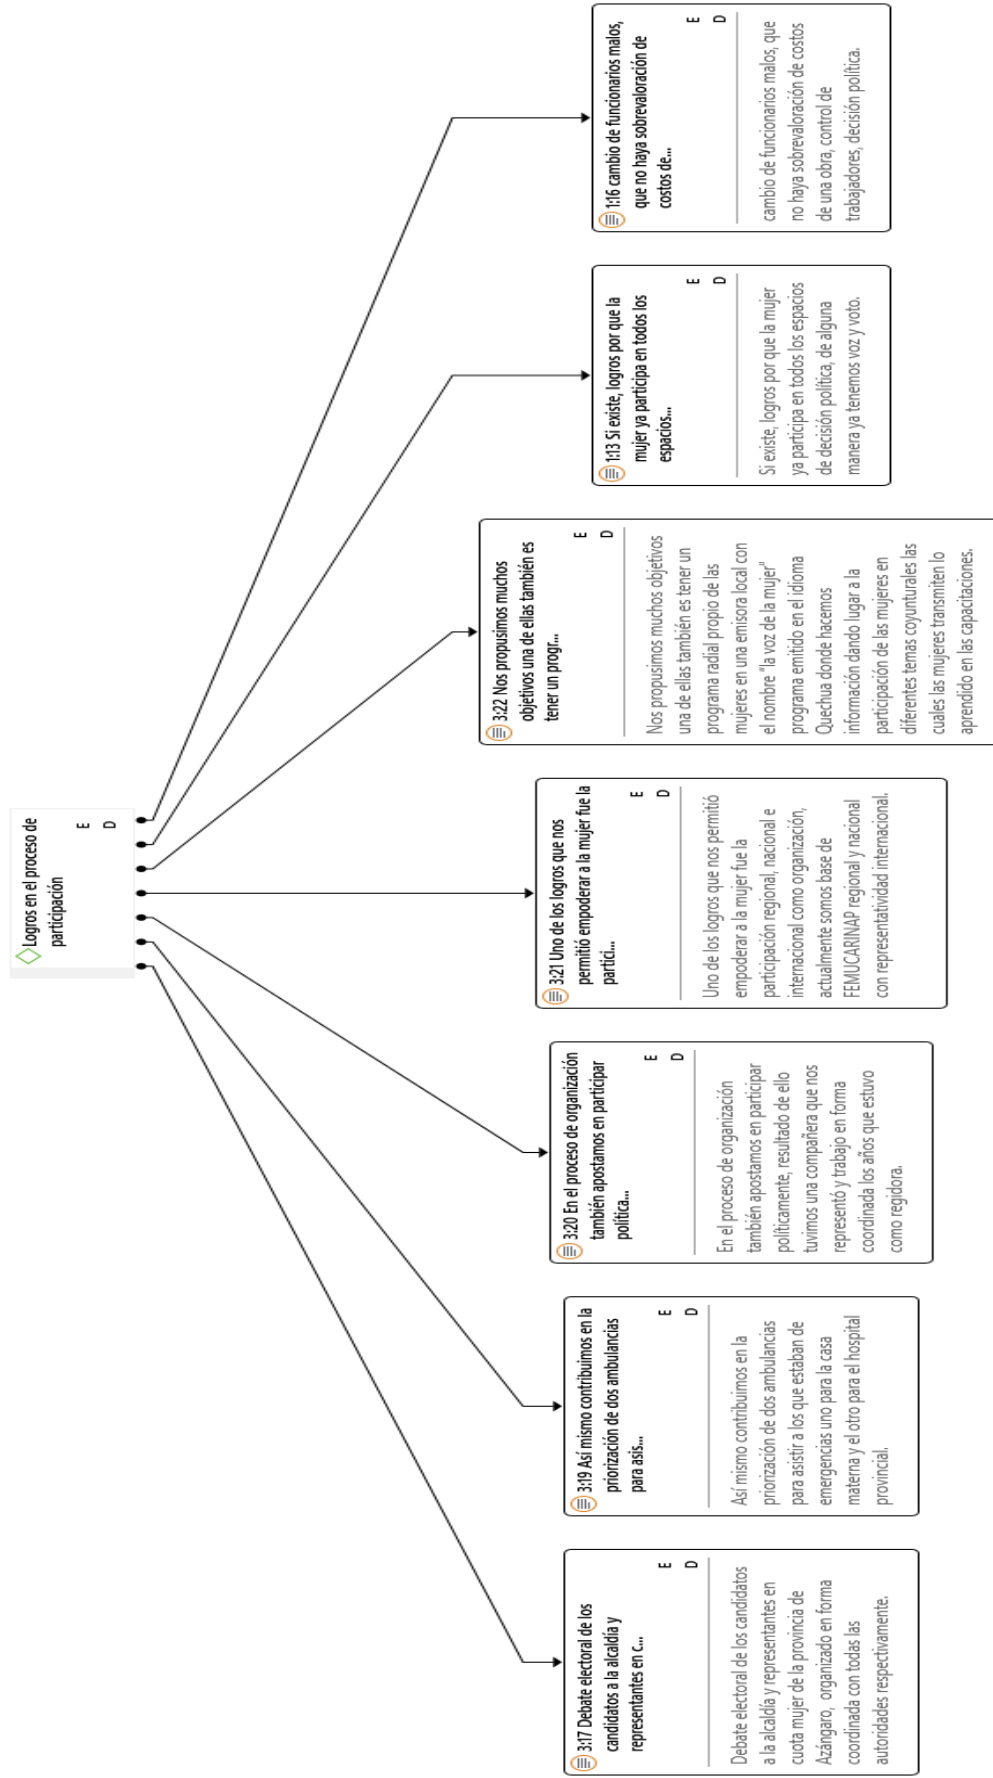 Logros en el proceso de
participación
E
D
3:17 Debate electoral de los
candidatos a la alcaldía y
representantes en c...
E
D
Debate electoral de los candidatos
a la alcaldía y representantes en
cuota mujer de la provincia de
Azángaro, organizado en forma
coordinada con todas las
autoridades respectivamente.
3:19 Así mismo contribuimos en la
priorización de dos ambulancias
para asis...
E
D
Así mismo contribuimos en la
priorización de dos ambulancias
para asistir a los que estaban de
emergencias uno para la casa
materna y el otro para el hospital
provincial.
3:20 En el proceso de organización
también apostamos en participar
política...
E
D
En el proceso de organización
también apostamos en participar
políticamente, resultado de ello
tuvimos una compañera que nos
representó y trabajo en forma
coordinada los años que estuvo
como regidora.
3:21 Uno de los logros que nos
permitió empoderar a la mujer fue la
partici...
E
D
Uno de los logros que nos permitió
empoderar a la mujer fue la
participación regional, nacional e
internacional como organización,
actualmente somos base de
FEMUCARINAP regional y nacional
con representatividad internacional.
3:22 Nos propusimos muchos
objetivos una de ellas también es
tener un progr...
E
D
Nos propusimos muchos objetivos
una de ellas también es tener un
programa radial propio de las
mujeres en una emisora local con
el nombre "la voz de la mujer"
programa emitido en el idioma
Quechua donde hacemos
información dando lugar a la
participación de las mujeres en
diferentes temas coyunturales las
cuales las mujeres transmiten lo
aprendido en las capacitaciones.
1:13 Si existe, logros por que la
mujer ya participa en todos los
espacios...
E
D
Si existe, logros por que la mujer
ya participa en todos los espacios
de decisión política, de alguna
manera ya tenemos voz y voto.
1:16 cambio de funcionarios malos,
que no haya sobrevaloración de
costos de...
E
D
cambio de funcionarios malos, que
no haya sobrevaloración de costos
de una obra, control de
trabajadores, decisión política.